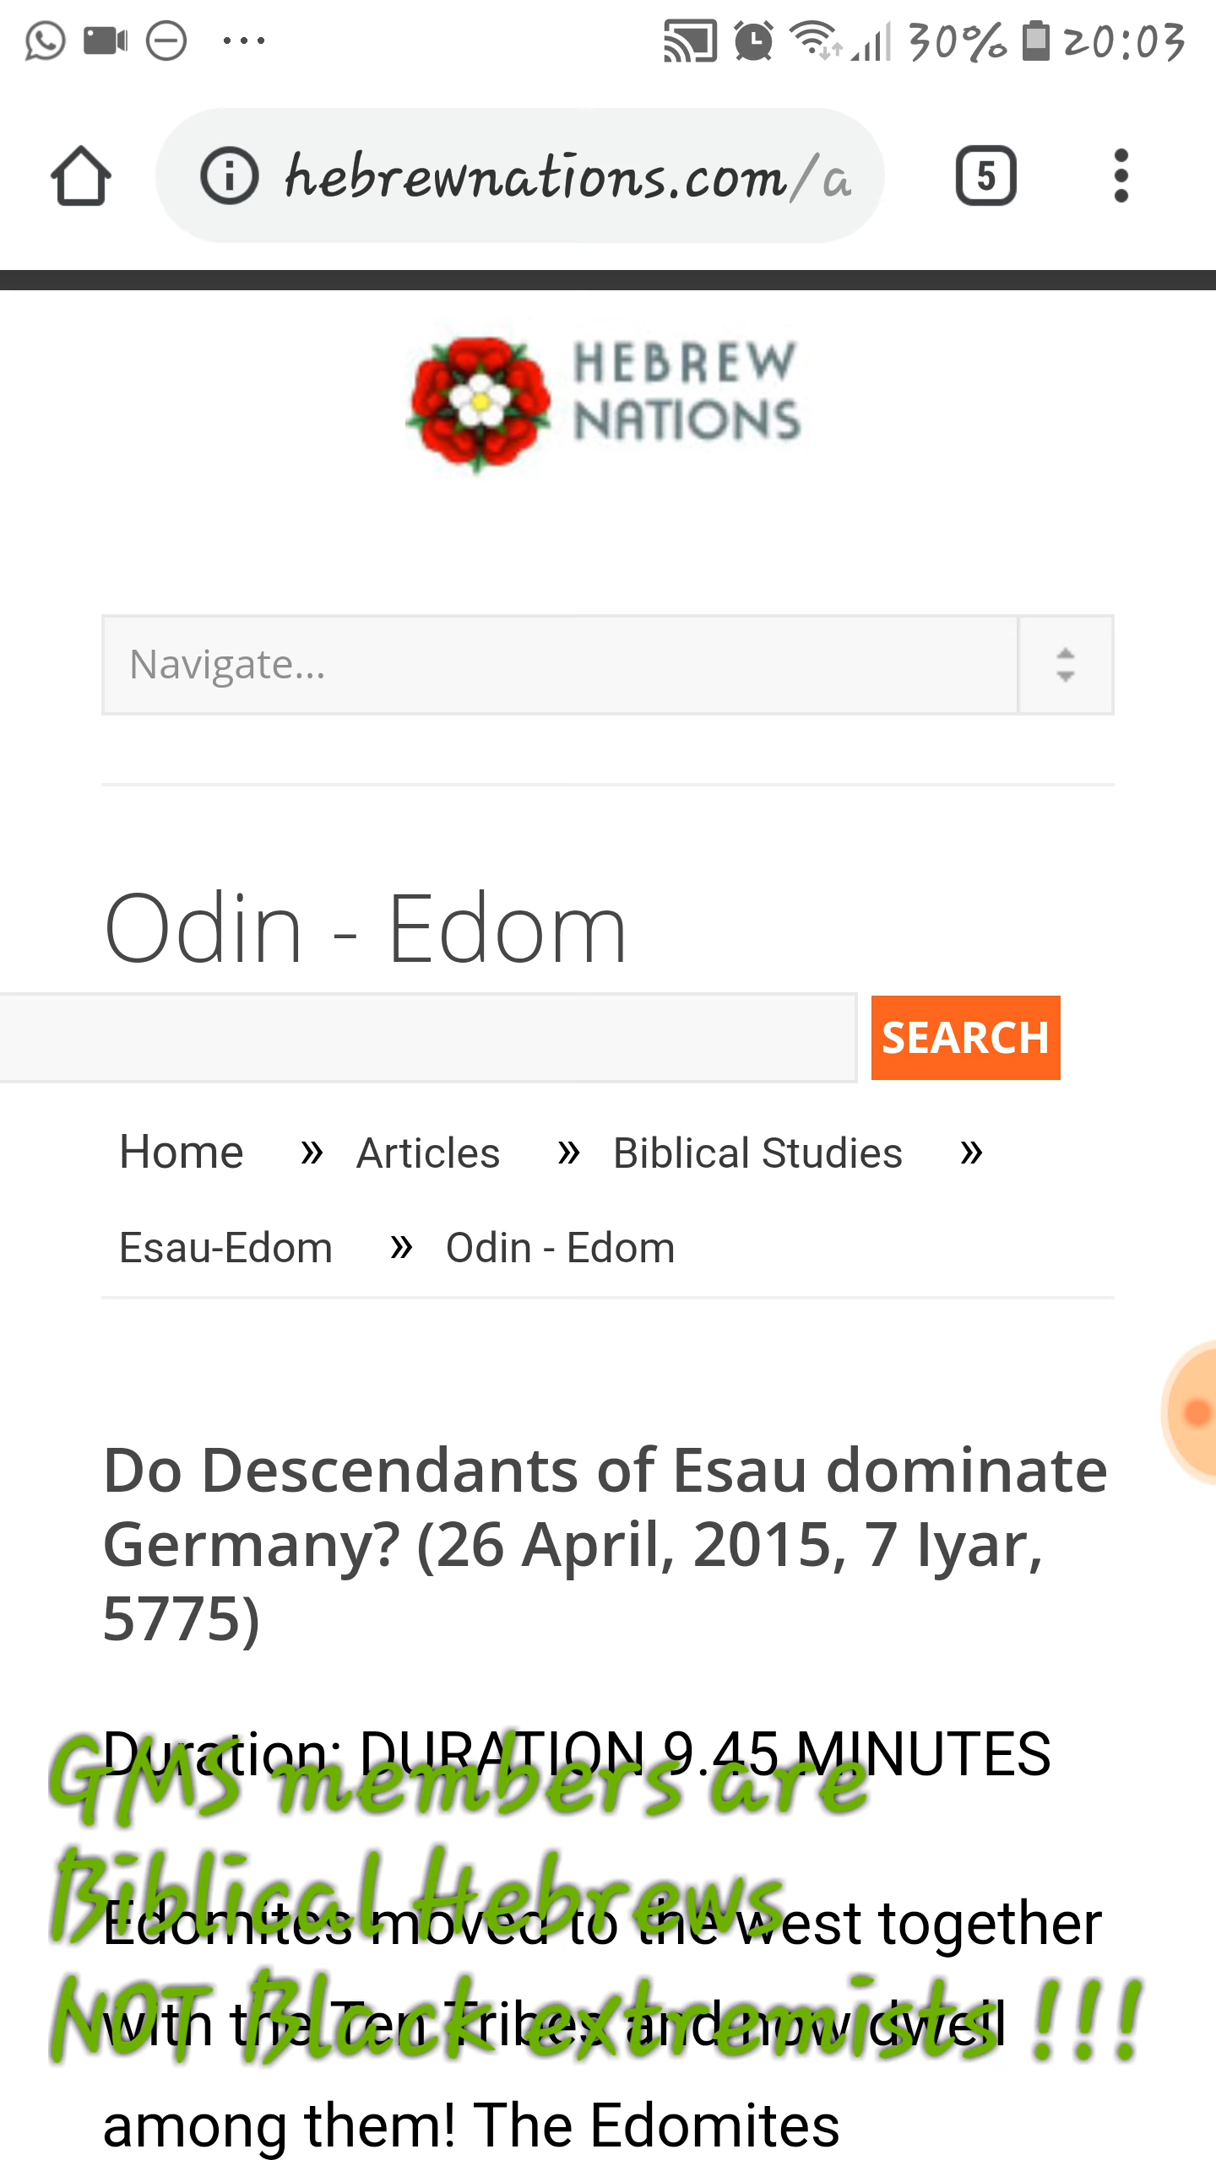 30% 20:03
hebrewnations.com/a
5
HEBREW
NATIONS
Navigate...
Odin - Edom
SEARCH
Home » Articles » Biblical Studies »
Esau-Edom » Odin - Edom
Do Descendants of Esau dominate
Germany? (26 April, 2015, 7 Iyar,
5775)
Duration: DURATION 9.45 MINUTES
GMS members are
Biblical Hebrews
Edomites moved to the west together
NOT Black extremists !!!
with the Ten Tribes and now dwell
among them! The Edomites